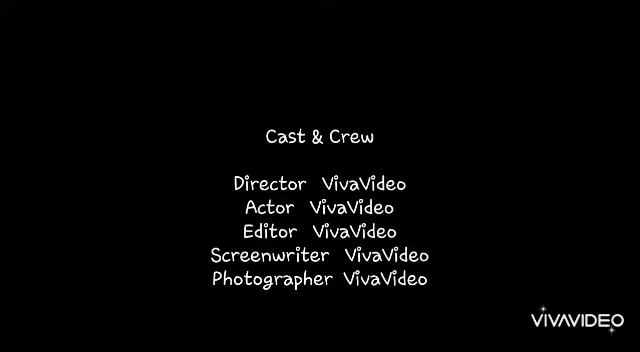 Cast & Crew
Director VivaVideo
Actor VivaVideo
Editor VivaVideo
Screenwriter VivaVideo
Photographer VivaVideo
VIVAVIDEO